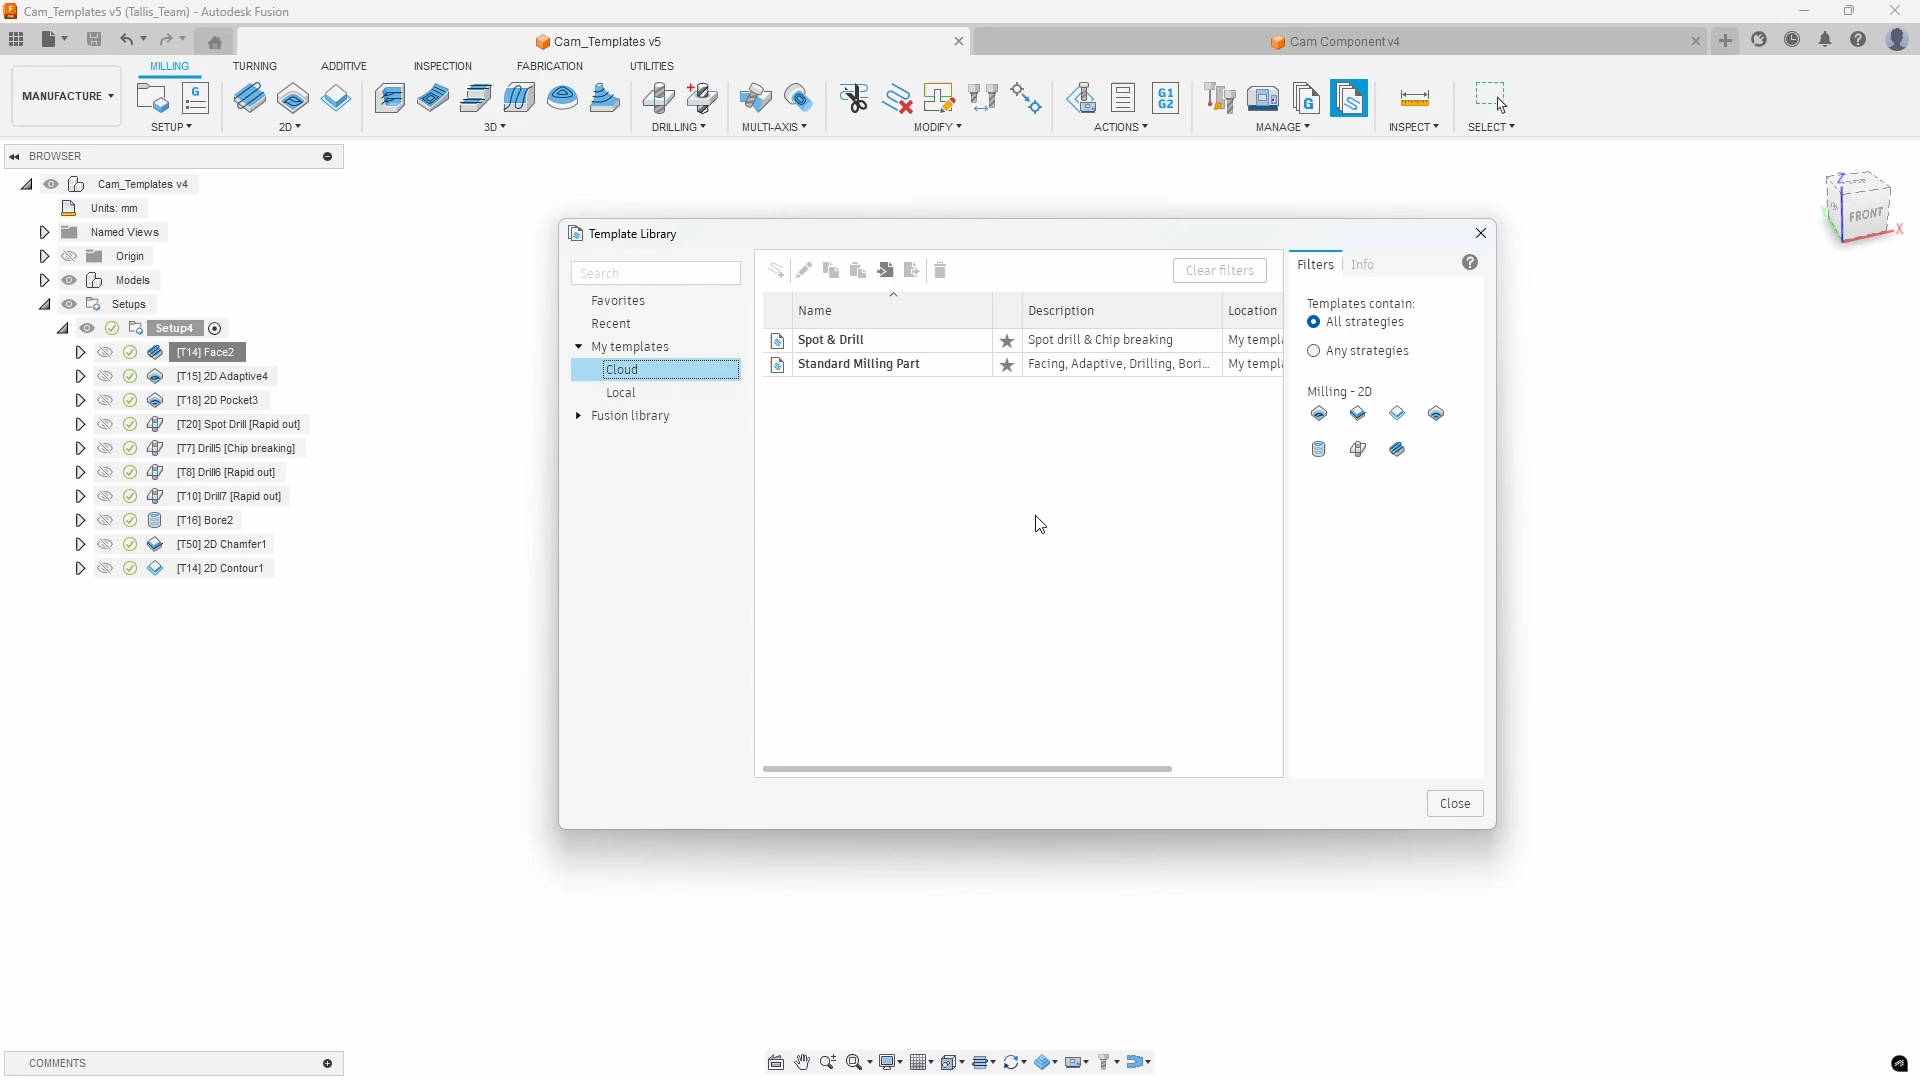 Cam_Templates v5 (Tallis_Team) - Autodesk Fusion
Cam_Templates v5
Cam Component v4
MILLING
TURNING
ADDITIVE
INSPECTION
FABRICATION
UTILITIES
MANUFACTURE
SETUP
2D
3D
DRILLING
MULTI-AXIS
MODIFY
ACTIONS
MANAGE
INSPECT
SELECT
G
G1
G2
G
BROWSER
Cam_Templates v4
Units: mm
Named Views
Origin
Models
Setups
Setup4
[T14] Face2
[T15] 2D Adaptive4
[T18] 2D Pocket3
[T20] Spot Drill [Rapid out]
[T7] Drill5 [Chip breaking]
[T8] Drill6 [Rapid out]
[T10] Drill7 [Rapid out]
[T16] Bore2
[T50] 2D Chamfer1
[T14] 2D Contour1
Z
TOP
FRONT
X
Template Library
Search
Favorites
Recent
My templates
Cloud
Local
Fusion library
Clear filters
Name
Description
Location
Spot & Drill
Spot drill & Chip breaking
My templa
Standard Milling Part
Facing, Adaptive, Drilling, Bori...
My templa
Filters
Info
Templates contain:
All strategies
Any strategies
Milling - 2D
Close
COMMENTS